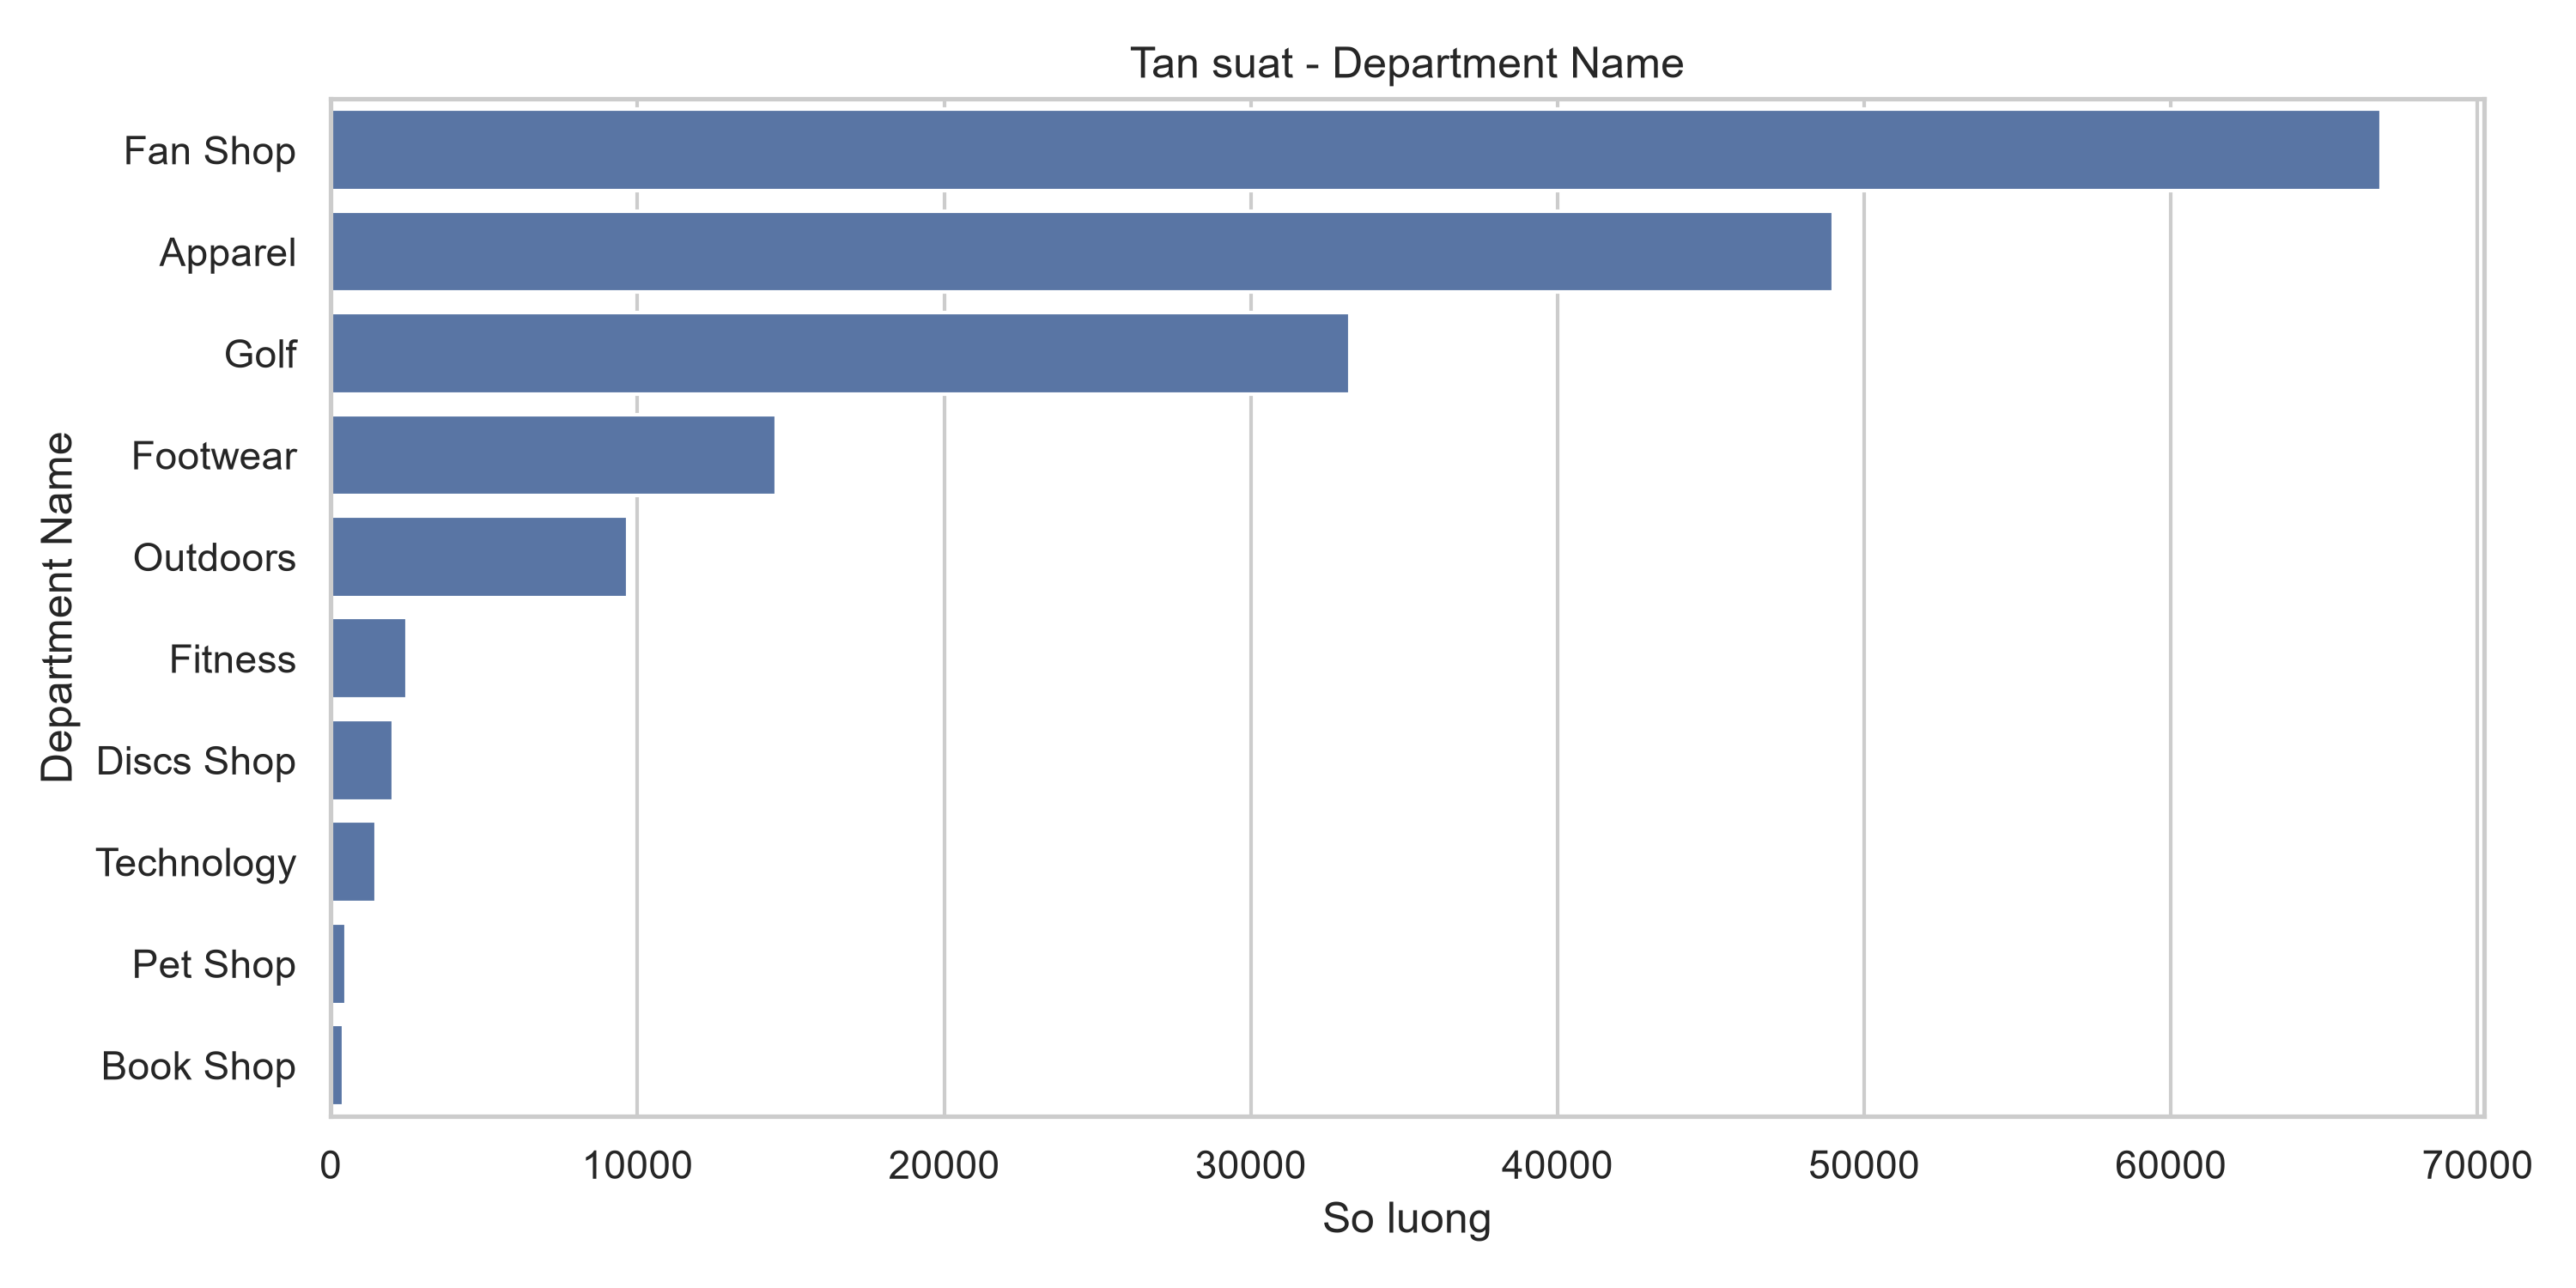 Tan suat - Department Name
Department Name
Fan Shop
Apparel
Golf
Footwear
Outdoors
Fitness
Discs Shop
Technology
Pet Shop
Book Shop
0 10000 20000 30000 40000 50000 60000 70000
So luong